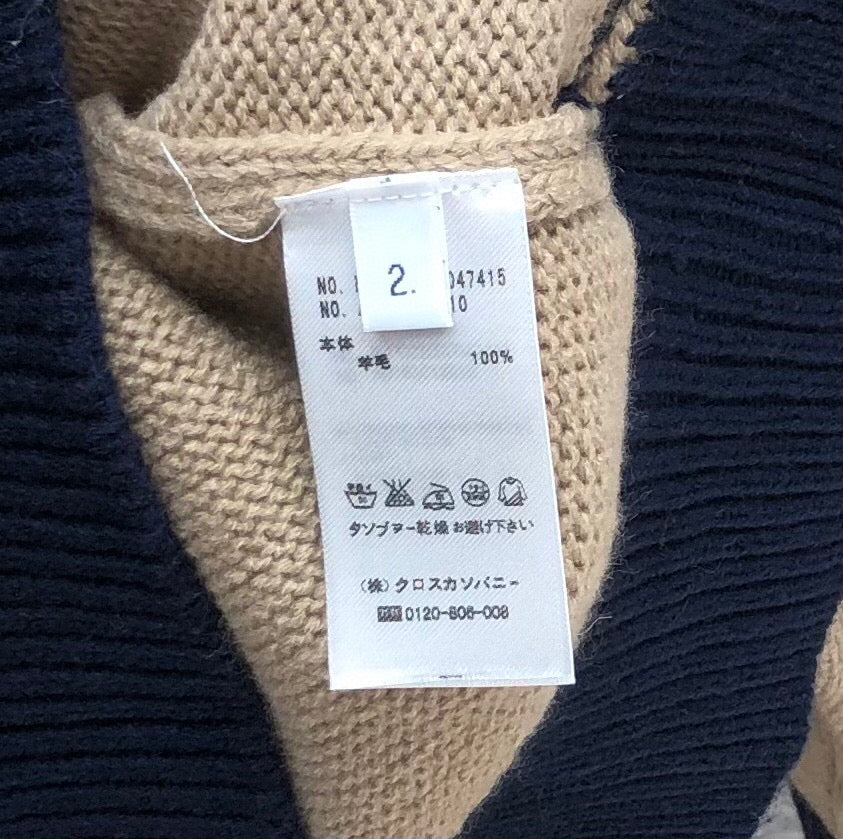 2.
NO. 047415
NO. 10
本体
羊毛 100%
タンブラー乾燥お避け下さい
(株)クロスカンパニー
0120-806-008